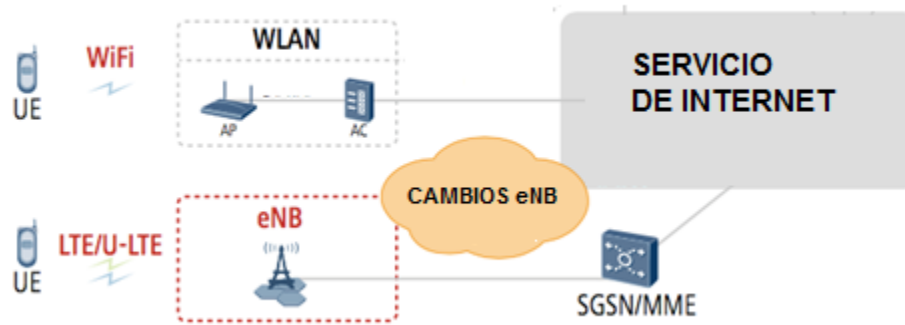 WLAN
WiFi
UE
AP
AC
SERVICIO
DE INTERNET
CAMBIOS eNB
eNB
LTE/U-LTE
UE
SGSN/MME